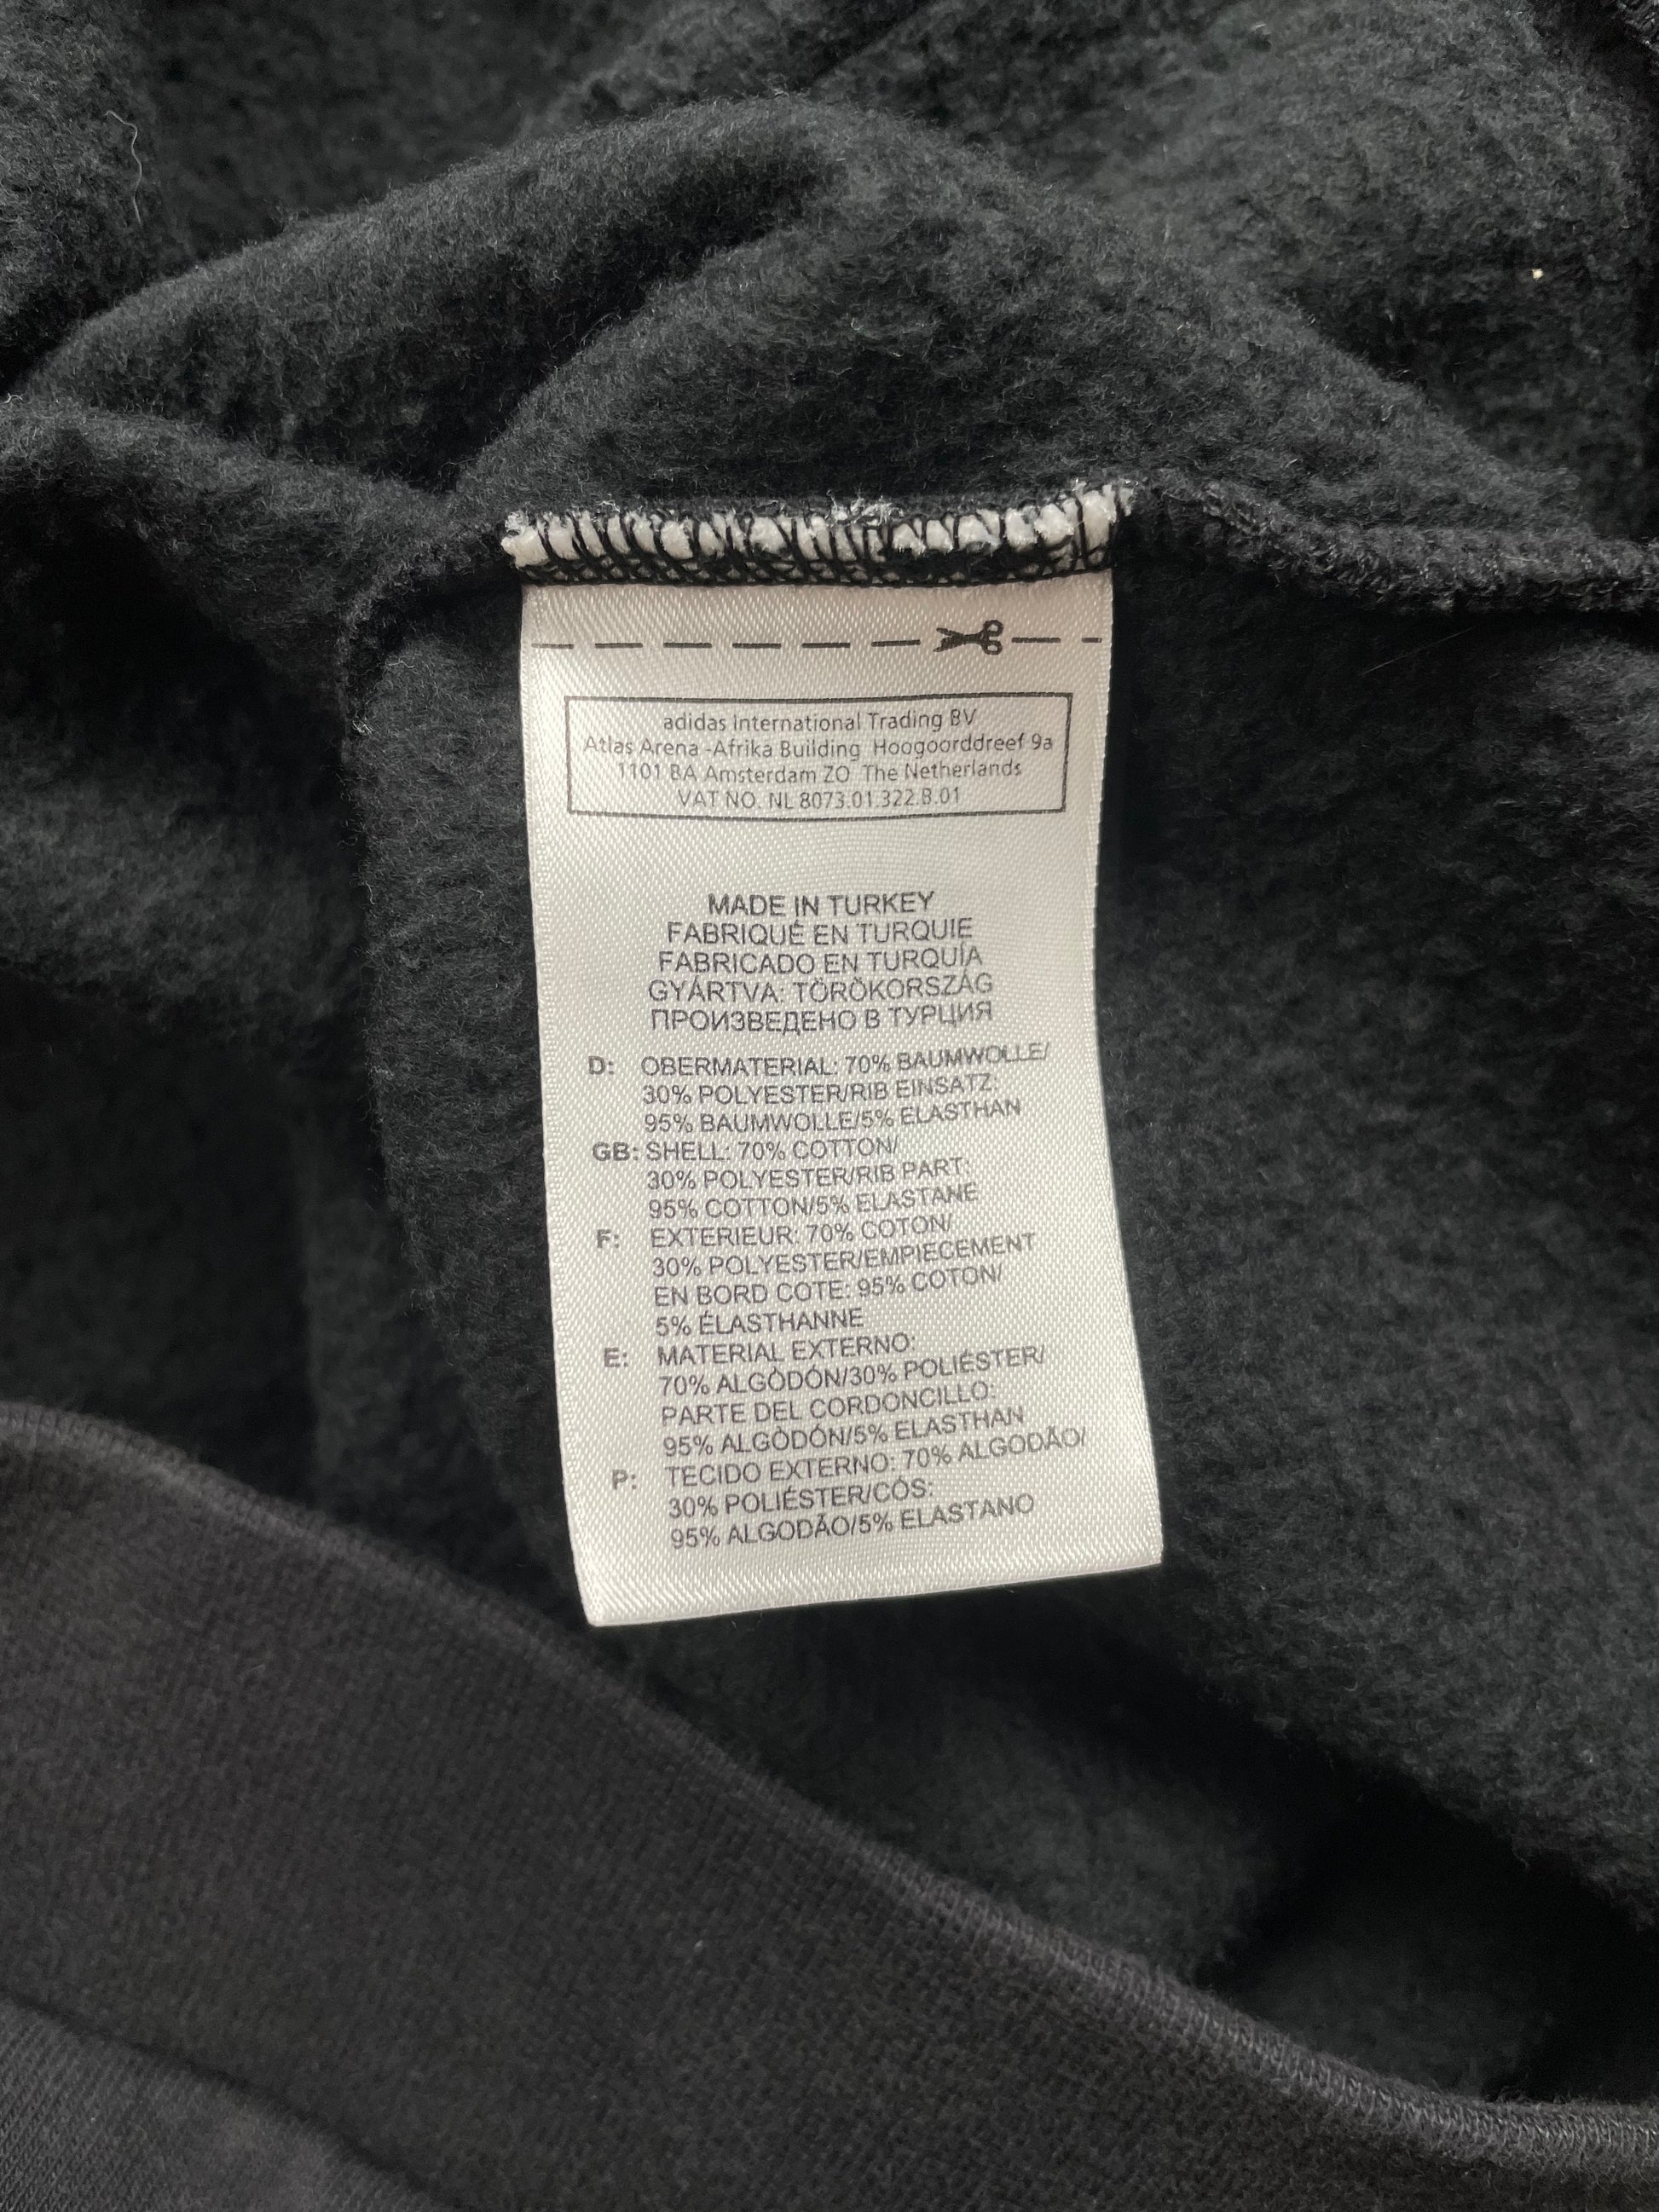 adidas International Trading BV
Atlas Arena -Afrika Building Hoogoorddreef 9a
1101 BA Amsterdam ZO The Netherlands
VAT NO. NL 8073.01.322.B.01
MADE IN TURKEY
FABRIQUÉ EN TURQUIE
FABRICADO EN TURQUÍA
GYÁRTVA: TÖRÖKORSZÁG
ПРОИЗВЕДЕНО В ТУРЦИЯ
D: OBERMATERIAL: 70% BAUMWOLLE/
30% POLYESTER/RIB EINSATZ:
95% BAUMWOLLE/5% ELASTHAN
GB: SHELL: 70% COTTON/
30% POLYESTER/RIB PART:
95% COTTON/5% ELASTANE
F: EXTERIEUR: 70% COTON/
30% POLYESTER/EMPIECEMENT
EN BORD COTE: 95% COTON/
5% ÉLASTHANNE
E: MATERIAL EXTERNO:
70% ALGÒDÓN/30% POLIÉSTER/
PARTE DEL CORDONCILLO:
95% ALGÒDÓN/5% ELASTHAN
P: TECIDO EXTERNO: 70% ALGODÃO/
30% POLIÉSTER/CÓS:
95% ALGODÃO/5% ELASTANO